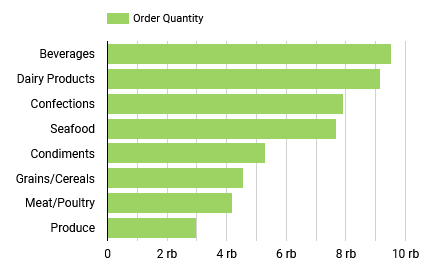 Order Quantity
Beverages
Dairy Products
Confections
Seafood
Condiments
Grains/Cereals
Meat/Poultry
Produce
0 2 rb 4 rb 6 rb 8 rb 10 rb